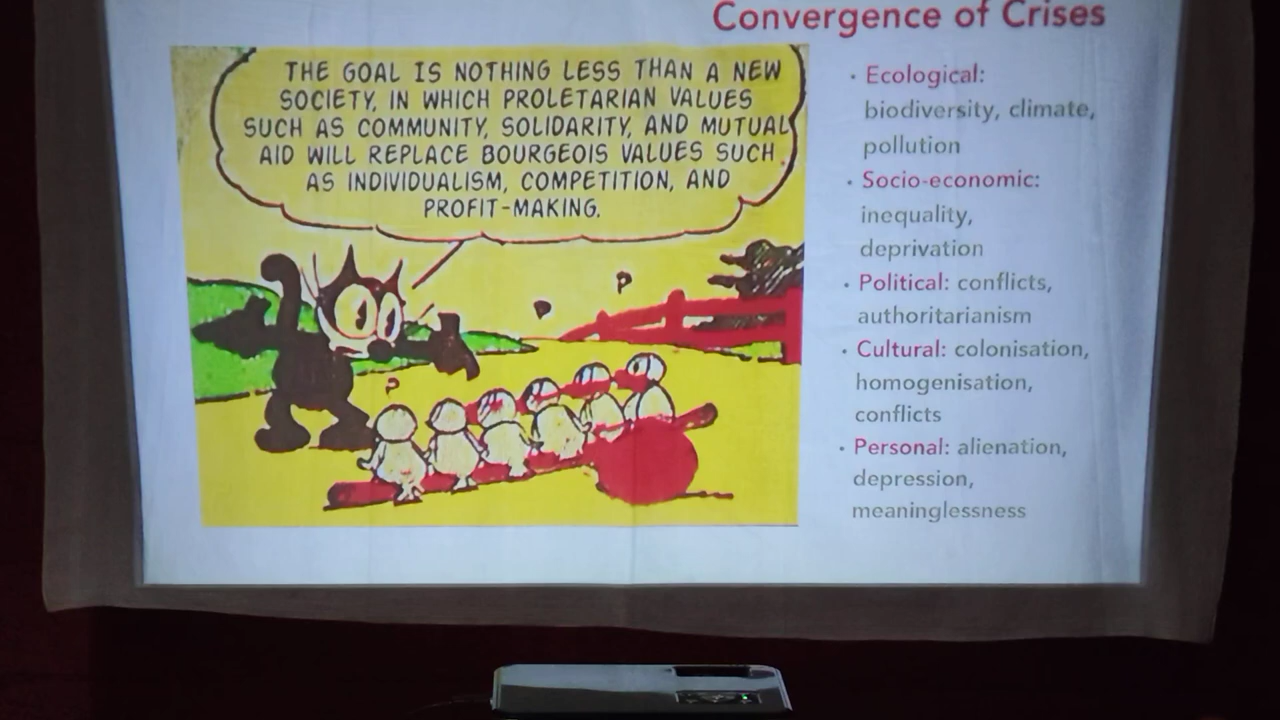 Convergence of Crises
THE GOAL IS NOTHING LESS THAN A NEW
SOCIETY, IN WHICH PROLETARIAN VALUES
SUCH AS COMMUNITY, SOLIDARITY, AND MUTUAL
AID WILL REPLACE BOURGEOIS VALUES SUCH
AS INDIVIDUALISM, COMPETITION, AND
PROFIT-MAKING.
P
P
P
• Ecological:
biodiversity, climate,
pollution
• Socio-economic:
inequality,
deprivation
• Political: conflicts,
authoritarianism
• Cultural: colonisation,
homogenisation,
conflicts
• Personal: alienation,
depression,
meaninglessness